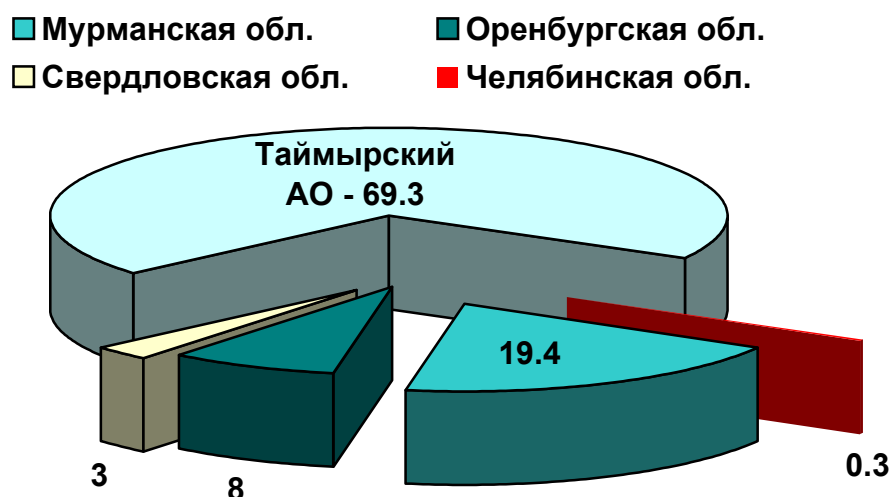 Мурманская обл.
Оренбургская обл.
Свердловская обл.
Челябинская обл.
Таймырский
АО - 69.3
19.4
0.3
3
8